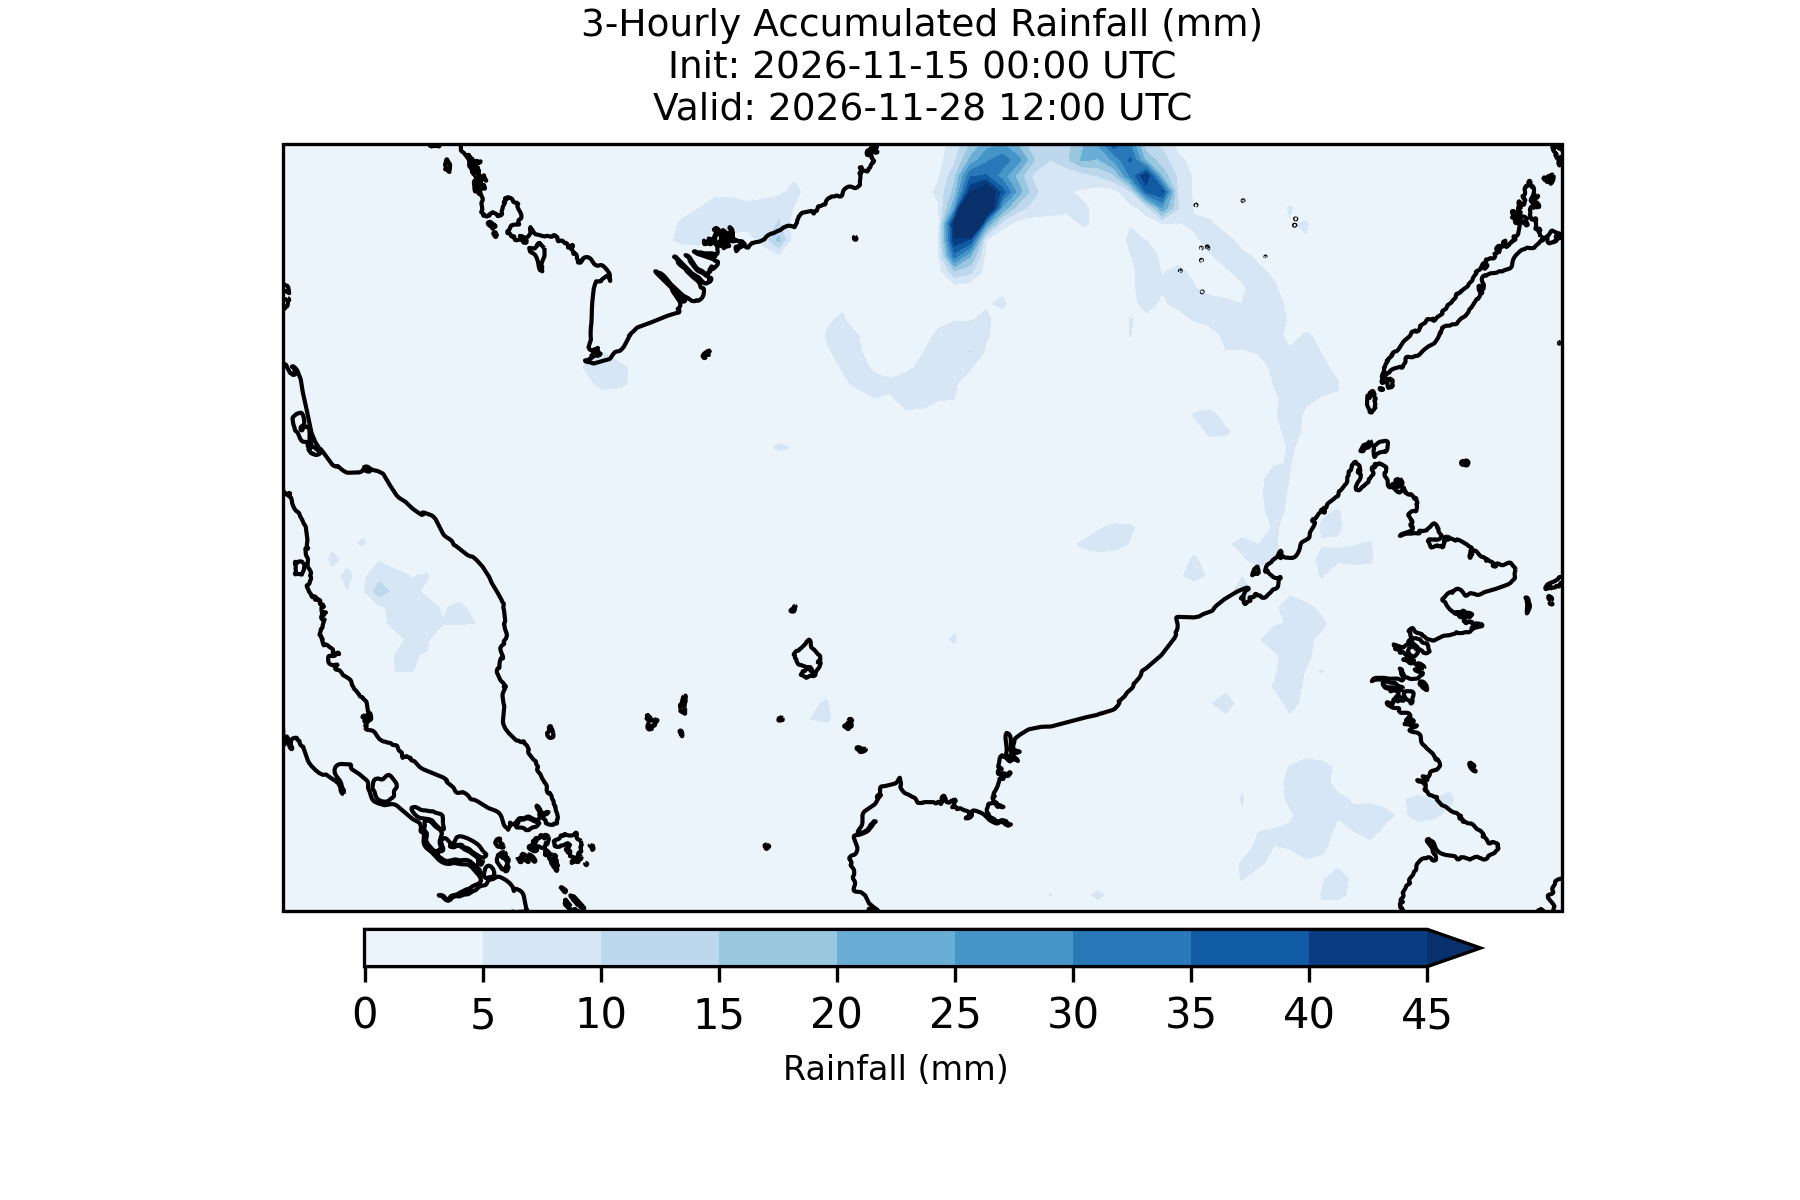 3-Hourly Accumulated Rainfall (mm)
Init: 2026-11-15 00:00 UTC
Valid: 2026-11-28 12:00 UTC
0 5 10 15 20 25 30 35 40 45
Rainfall (mm)